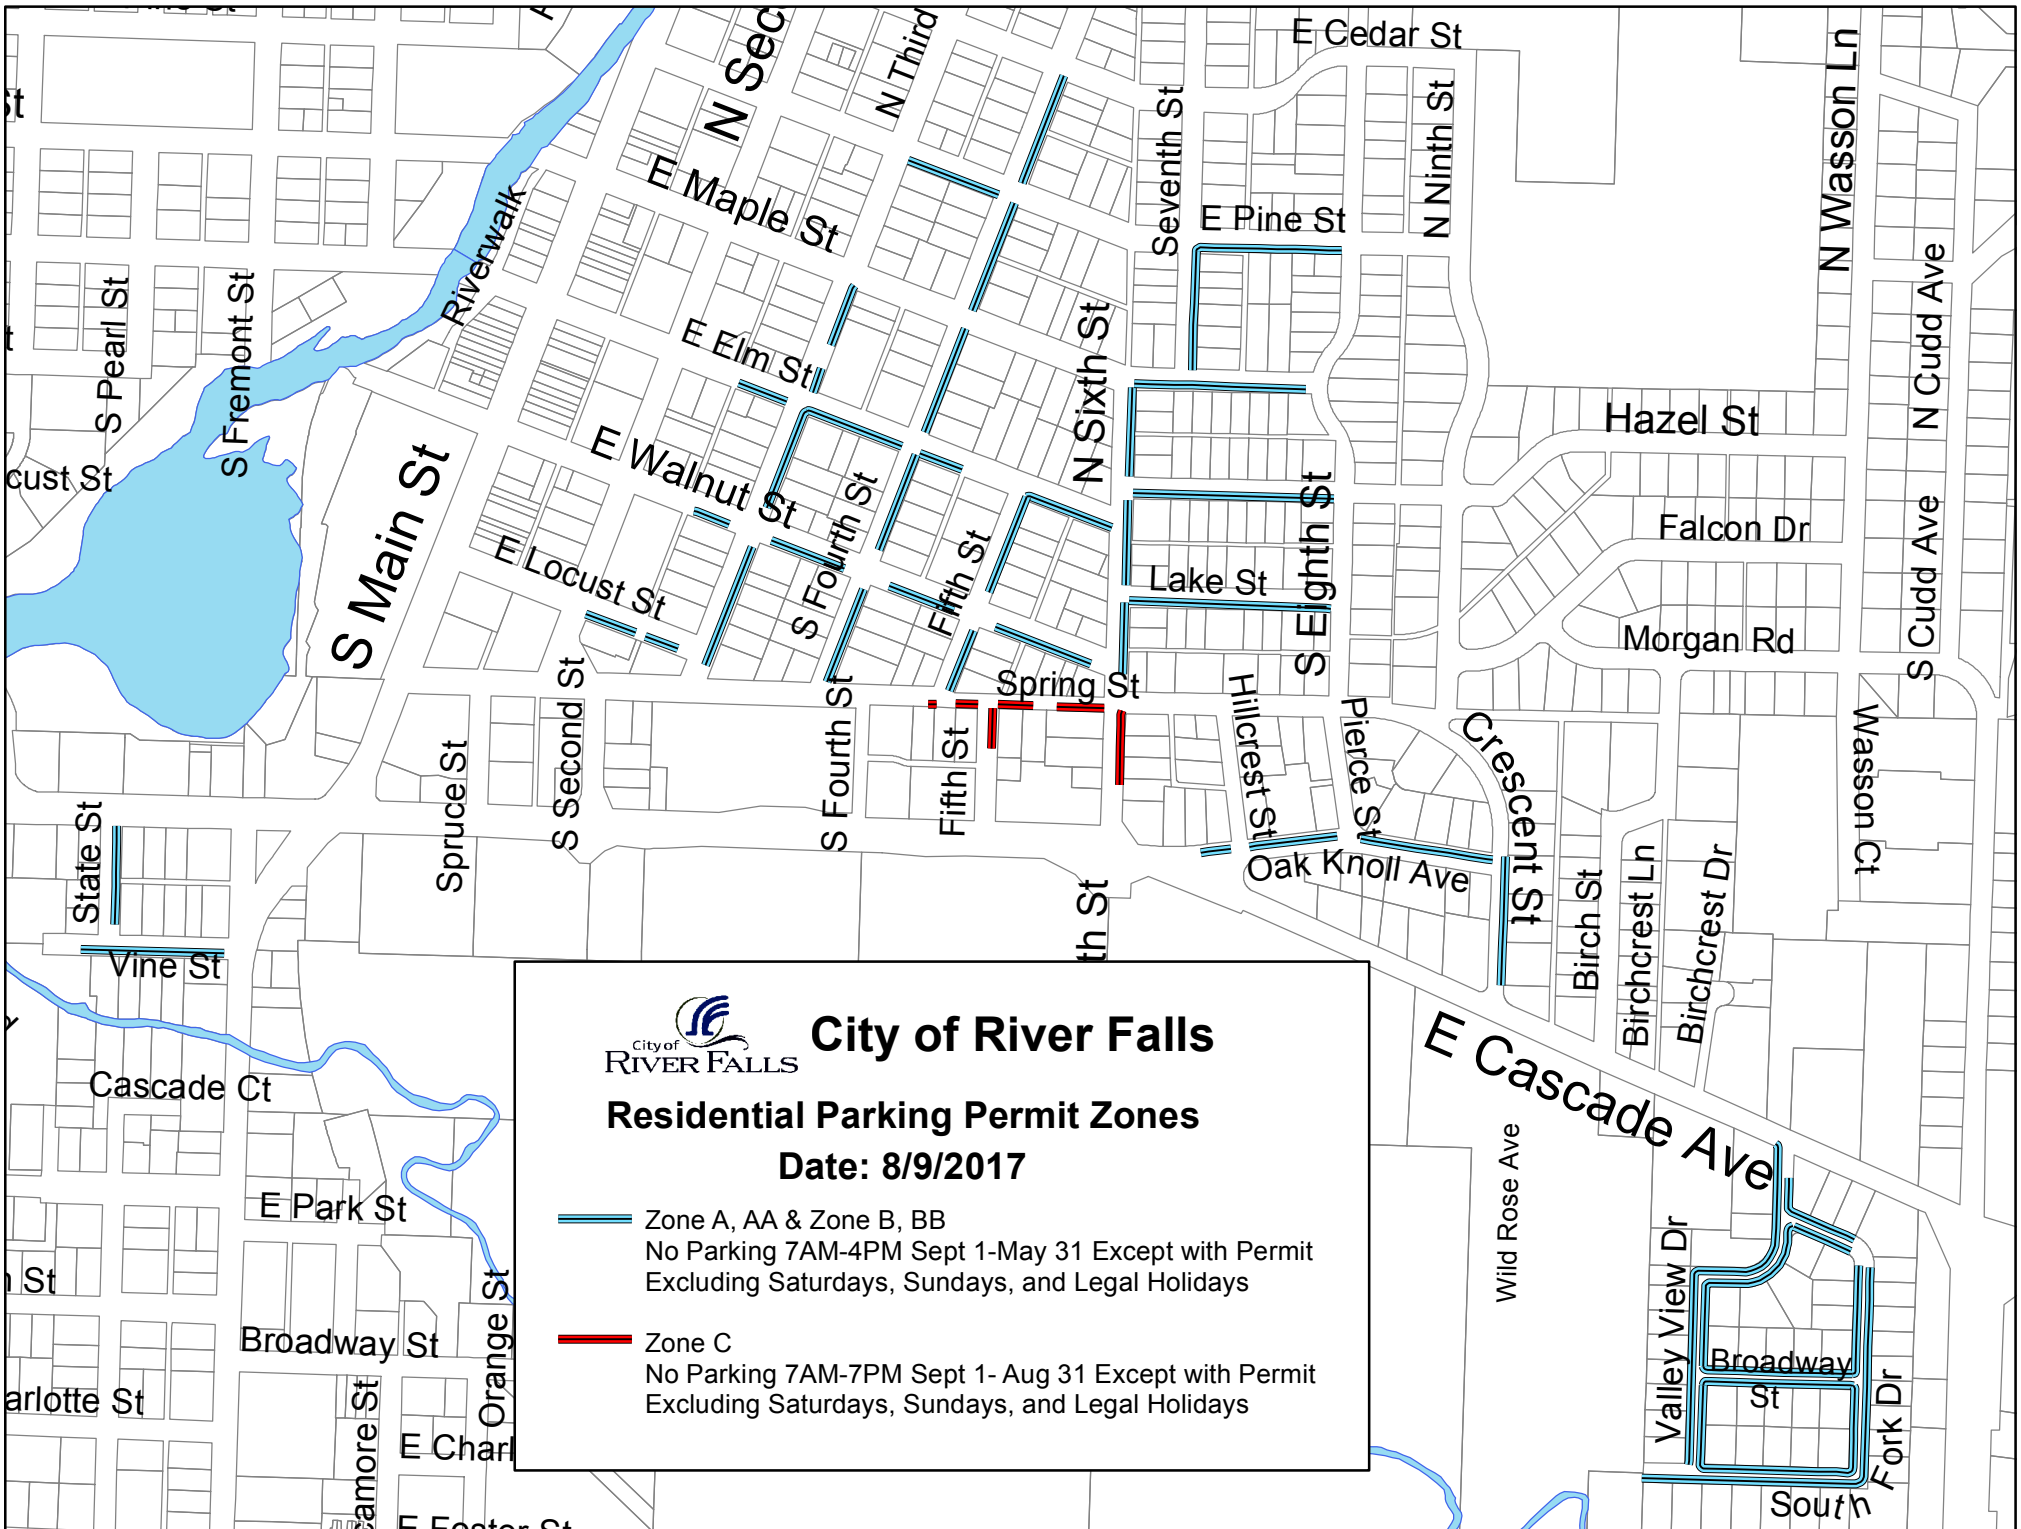 E Cedar St
N Third
N Wasson Ln
Seventh St
N Ninth St
E Maple St
E Pine St
Riverwalk
S Pearl St
S Fremont St
N Cudd Ave
E Elm St
N Sixth St
Hazel St
S Main St
E Walnut St
S Fourth St
Falcon Dr
S Eighth St
E Locust St
Fifth St
Lake St
S Cudd Ave
S Fourth St
Morgan Rd
S Second St
Spring St
Hillcrest St
Pierce St
Crescent St
Wasson Ct
Spruce St
S Fourth St
Fifth St
State St
Oak Knoll Ave
Birch St
Birchcrest Ln
Birchcrest Dr
Vine St
City of
RIVER FALLS
City of River Falls
Residential Parking Permit Zones
Date: 8/9/2017
Zone A, AA & Zone B, BB
No Parking 7AM-4PM Sept 1-May 31 Except with Permit
Excluding Saturdays, Sundays, and Legal Holidays
Zone C
No Parking 7AM-7PM Sept 1- Aug 31 Except with Permit
Excluding Saturdays, Sundays, and Legal Holidays
E Cascade Ave
Cascade Ct
Wild Rose Ave
E Park St
Valley View Dr
Orange St
Broadway St
Broadway
St
Fork Dr
South
E Charl